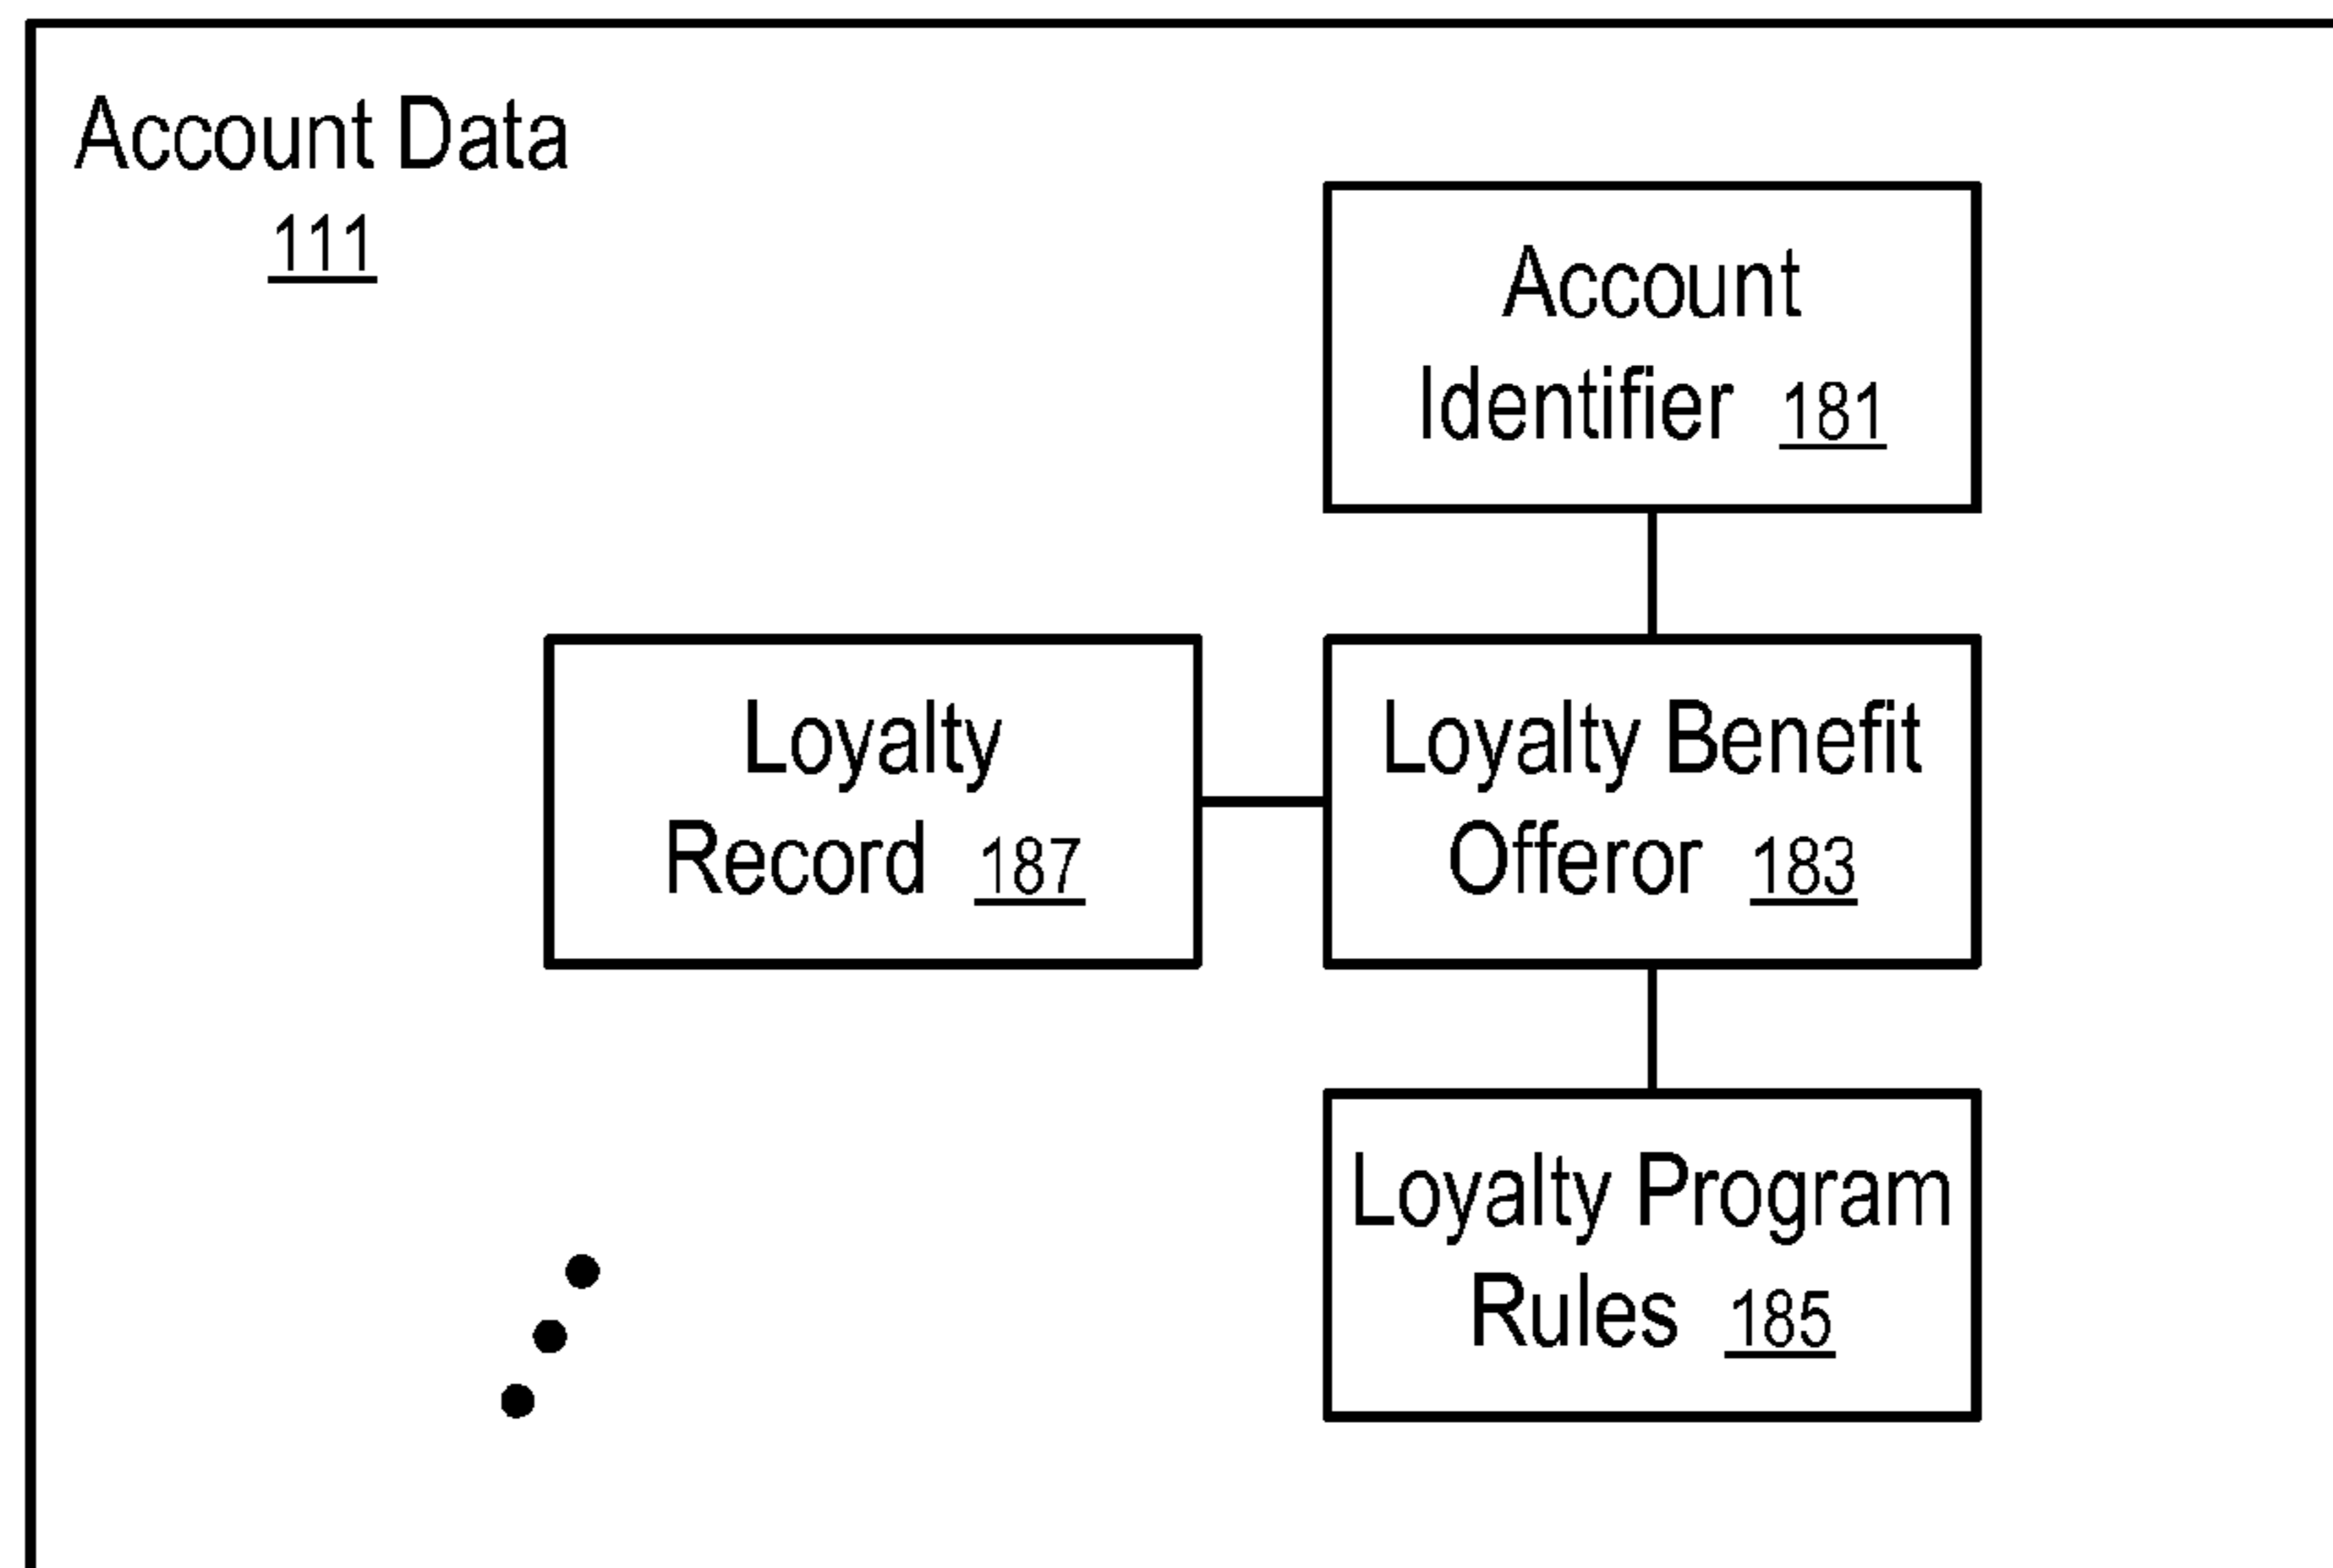 Account Data
111
Account
Identifier 181
Loyalty
Record 187
Loyalty Benefit
Offeror 183
Loyalty Program
Rules 185